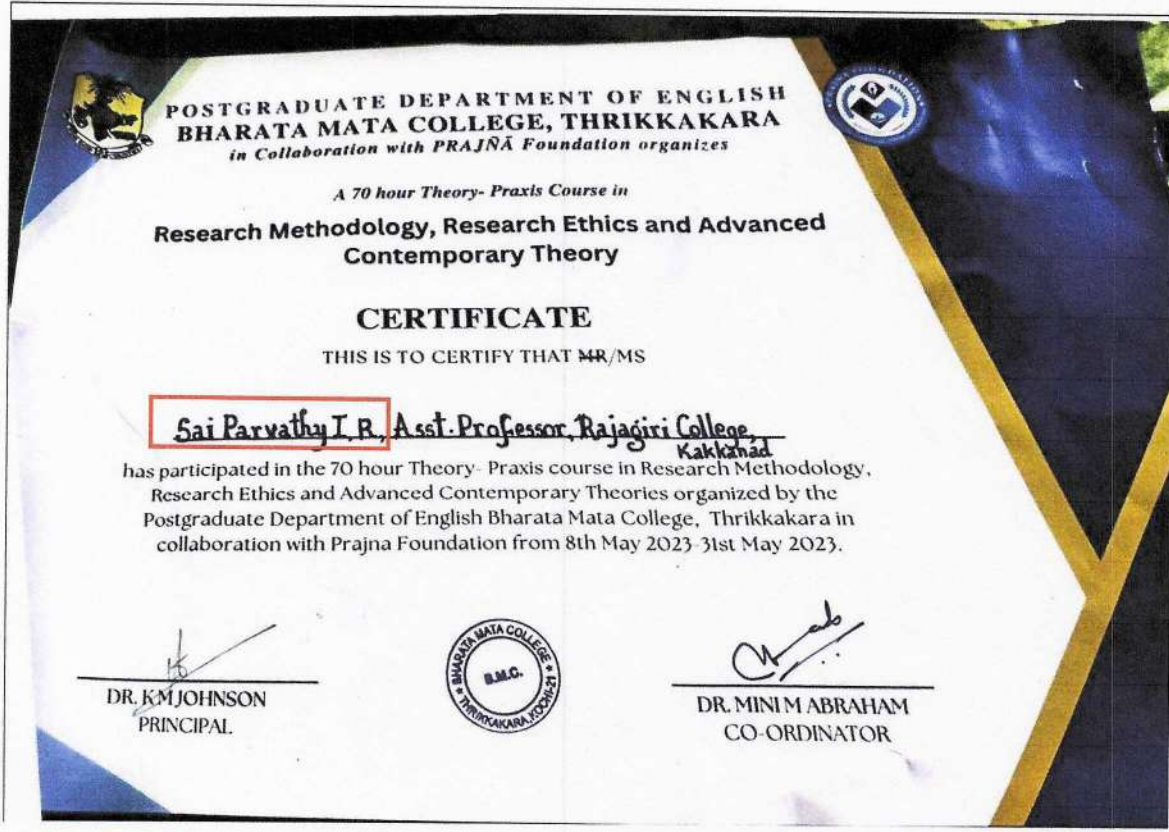 POSTGRADUATE DEPARTMENT OF ENGLISH
BHARATA MATA COLLEGE, THRIKKAKARA
in Collaboration with PRAJÑĀ Foundation organizes
A 70 hour Theory- Praxis Course in
Research Methodology, Research Ethics and Advanced
Contemporary Theory
CERTIFICATE
THIS IS TO CERTIFY THAT MR/MS
Sai Parvathy I.R., Asst.Professor, Rajagiri College,
Kakkanad
has participated in the 70 hour Theory- Praxis course in Research Methodology,
Research Ethics and Advanced Contemporary Theories organized by the
Postgraduate Department of English Bharata Mata College, Thrikkakara in
collaboration with Prajna Foundation from 8th May 2023-31st May 2023.
DR. KM JOHNSON
PRINCIPAL
BHARATA MATA COLLEGE
B.M.C.
THRIKKAKARA, KOCHI-21
DR. MINI M ABRAHAM
CO-ORDINATOR